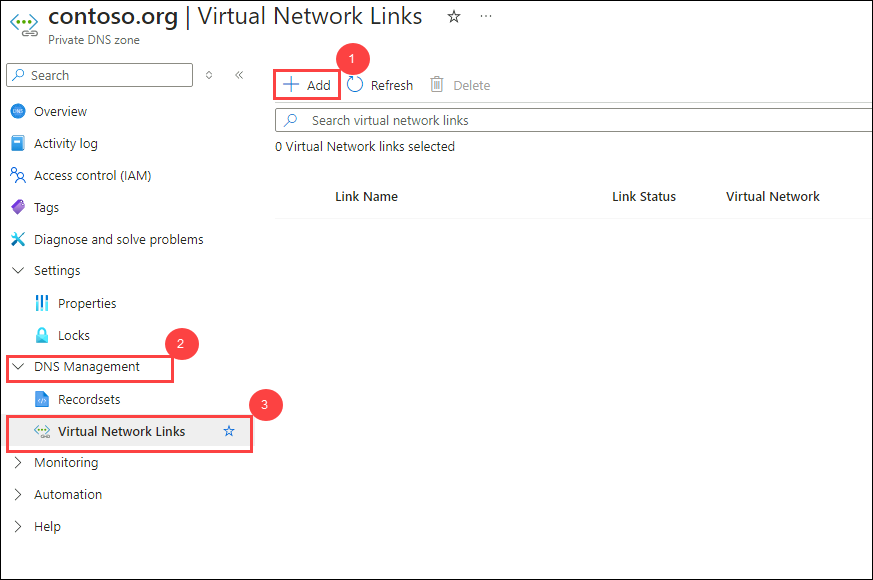 contoso.org | Virtual Network Links
Private DNS zone
Search
Overview
Activity log
Access control (IAM)
Tags
Diagnose and solve problems
Settings
Properties
Locks
2
DNS Management
Recordsets
3
Virtual Network Links
Monitoring
Automation
Help
1
Add Refresh Delete
Search virtual network links
0 Virtual Network links selected
Link Name Link Status Virtual Network